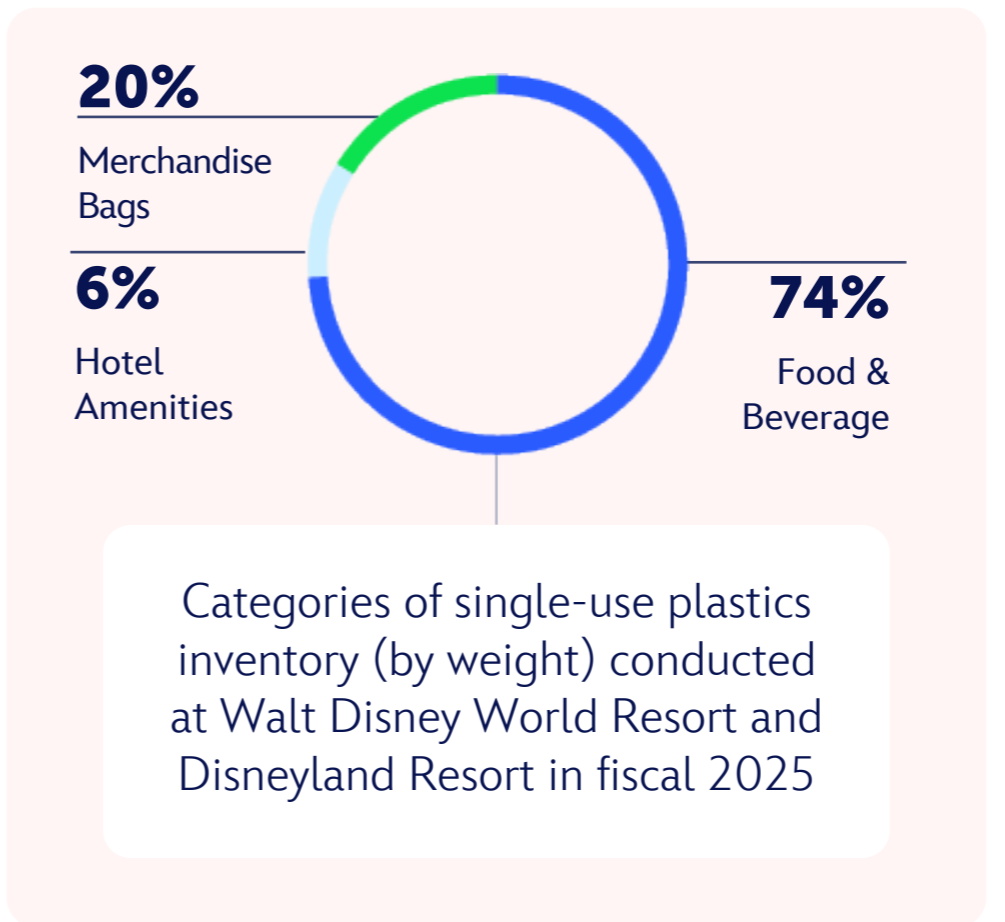 20%
Merchandise
Bags
6%
Hotel
Amenities
74%
Food &
Beverage
Categories of single-use plastics
inventory (by weight) conducted
at Walt Disney World Resort and
Disneyland Resort in fiscal 2025